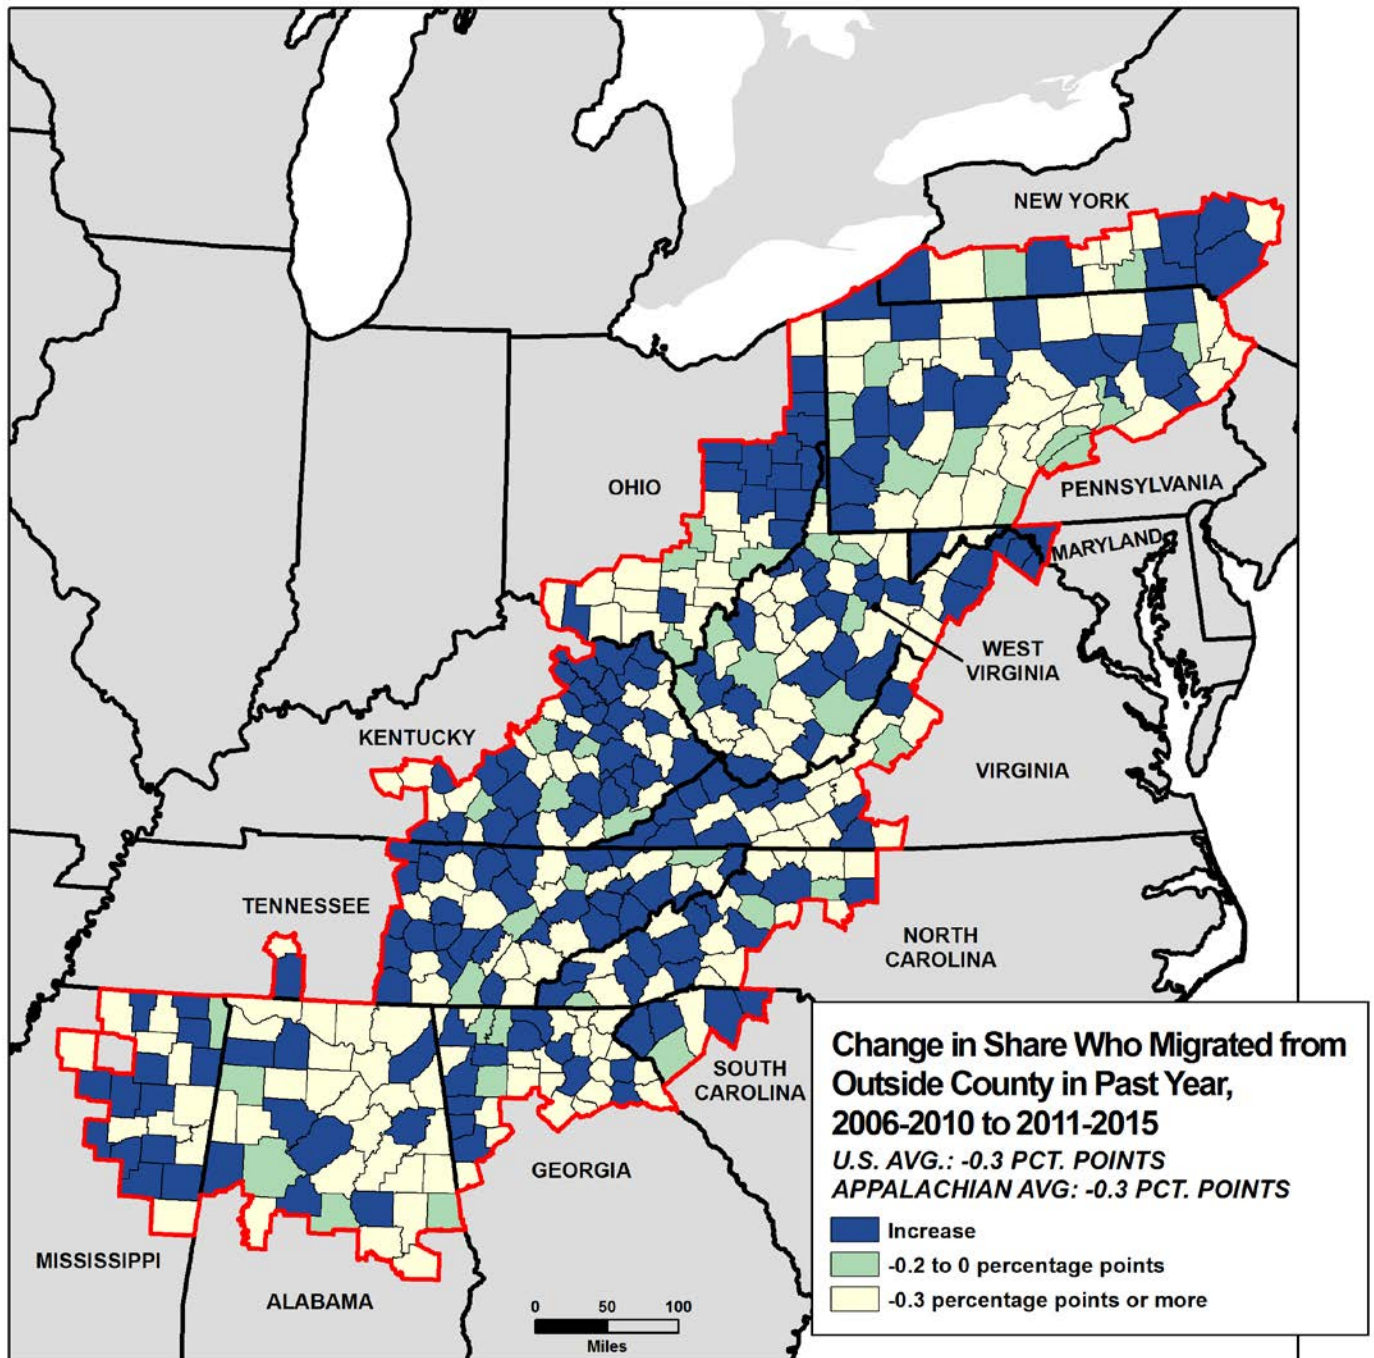 NEW YORK
OHIO
PENNSYLVANIA
MARYLAND
WEST
VIRGINIA
KENTUCKY
VIRGINIA
TENNESSEE
NORTH
CAROLINA
SOUTH
CAROLINA
GEORGIA
MISSISSIPPI
ALABAMA
0 50 100
Miles
Change in Share Who Migrated from
Outside County in Past Year,
2006-2010 to 2011-2015
U.S. AVG.: -0.3 PCT. POINTS
APPALACHIAN AVG: -0.3 PCT. POINTS
Increase
-0.2 to 0 percentage points
-0.3 percentage points or more